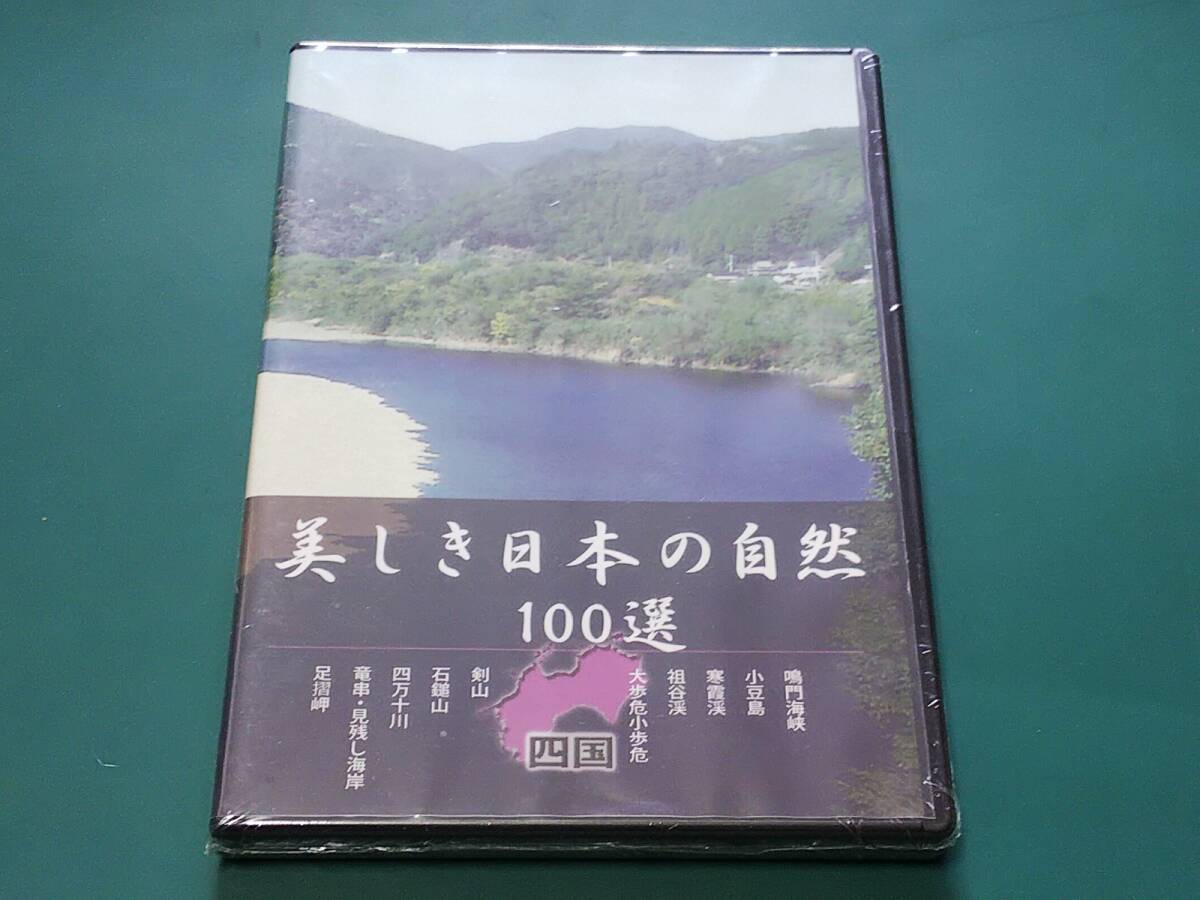 美しき日本の自然
100選
鳴門海峡
小豆島
寒霞渓
祖谷渓
大歩危小歩危
四国
剣山
石鎚山
四万十川
竜串・見残し海岸
足摺岬